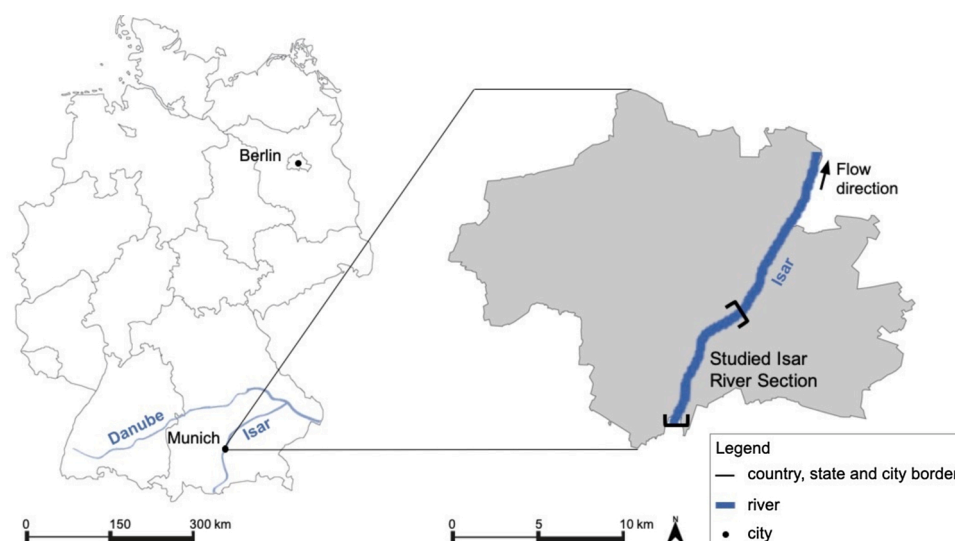 Berlin
Danube
Munich
Isar
Flow
direction
Isar
Studied Isar
River Section
0 150 300 km
0 5 10 km
N
Legend
country, state and city border
river
city